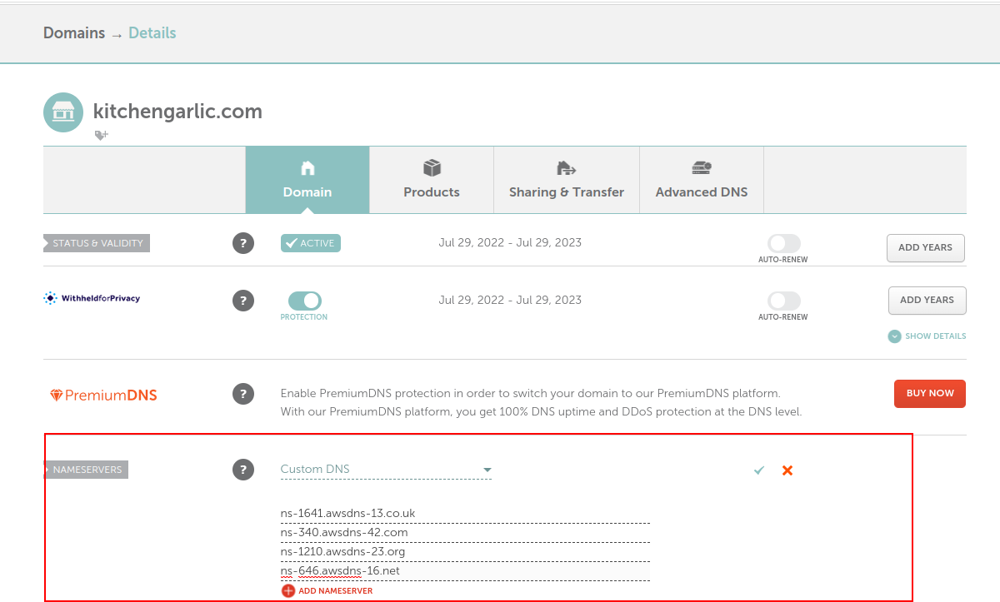 Domains → Details
kitchengarlic.com
Domain
Products
Sharing & Transfer
Advanced DNS
STATUS & VALIDITY
?
ACTIVE
Jul 29, 2022 - Jul 29, 2023
AUTO-RENEW
ADD YEARS
WithheldforPrivacy
?
PROTECTION
Jul 29, 2022 - Jul 29, 2023
AUTO-RENEW
ADD YEARS
SHOW DETAILS
PremiumDNS
?
Enable PremiumDNS protection in order to switch your domain to our PremiumDNS platform.
With our PremiumDNS platform, you get 100% DNS uptime and DDoS protection at the DNS level.
BUY NOW
NAMESERVERS
?
Custom DNS
ns-1641.awsdns-13.co.uk
ns-340.awsdns-42.com
ns-1210.awsdns-23.org
ns-646.awsdns-16.net
ADD NAMESERVER